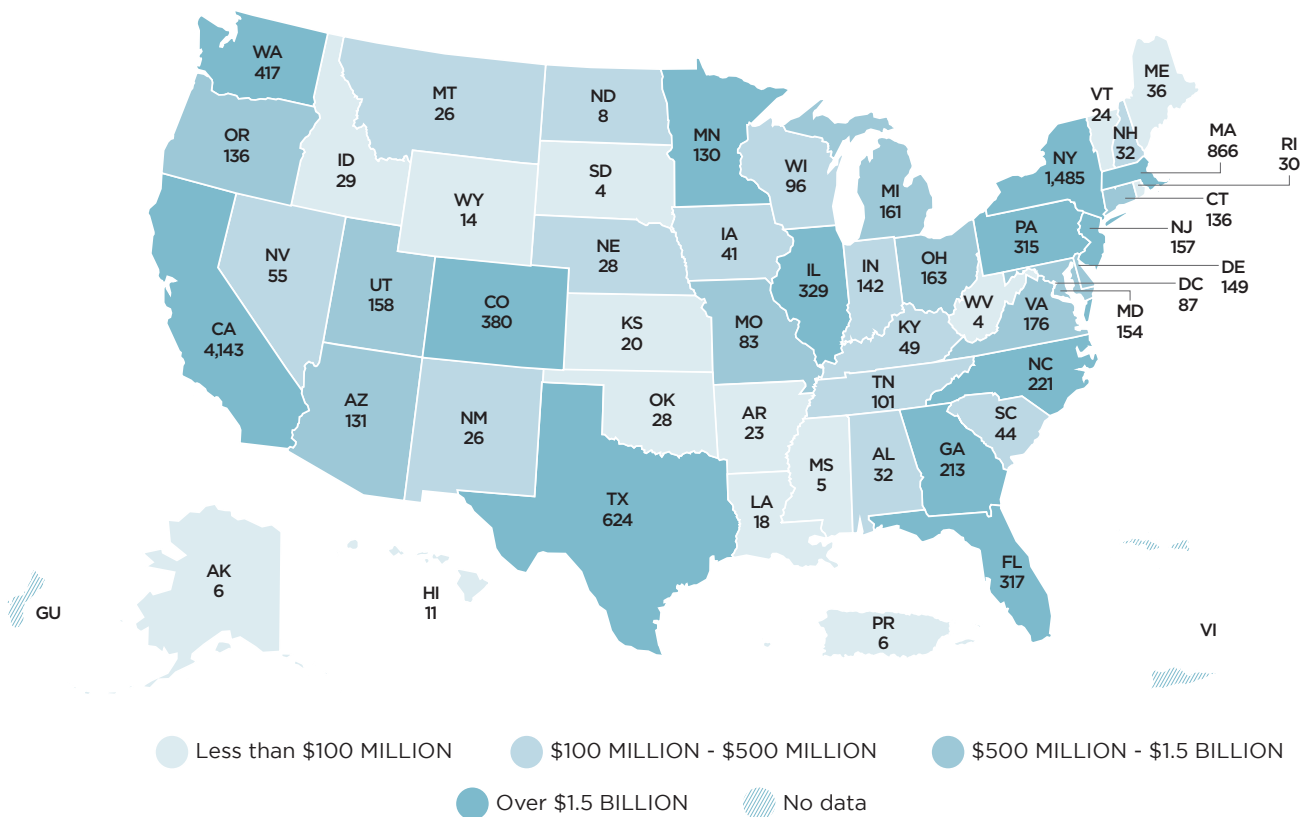 WA
417
MT
26
ND
8
MN
130
ME
36
VT
24
NH
32
MA
866
RI
30
OR
136
ID
29
SD
4
WI
96
MI
161
NY
1,485
CT
136
WY
14
NJ
157
PA
315
IA
41
NE
28
NV
55
UT
158
CO
380
IL
329
IN
142
OH
163
DE
149
DC
87
MD
154
WV
4
VA
176
CA
4,143
KS
20
MO
83
KY
49
NC
221
TN
101
AZ
131
NM
26
OK
28
AR
23
SC
44
MS
5
AL
32
GA
213
TX
624
LA
18
FL
317
AK
6
HI
11
GU
PR
6
VI
Less than $100 MILLION
$100 MILLION - $500 MILLION
$500 MILLION - $1.5 BILLION
Over $1.5 BILLION
No data